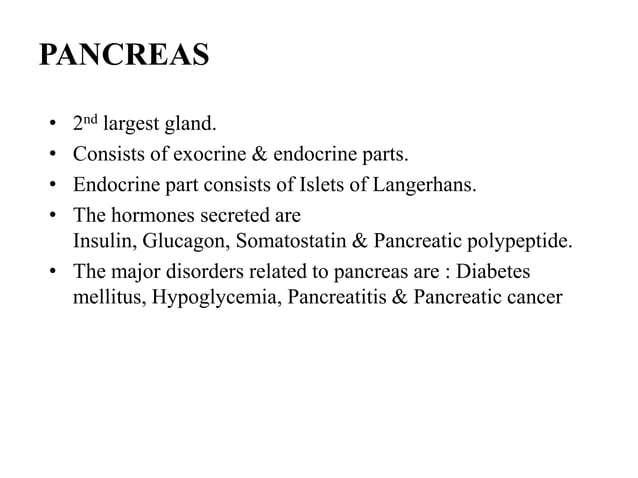 PANCREAS
• 2nd largest gland.
• Consists of exocrine & endocrine parts.
• Endocrine part consists of Islets of Langerhans.
• The hormones secreted are
Insulin, Glucagon, Somatostatin & Pancreatic polypeptide.
• The major disorders related to pancreas are : Diabetes
mellitus, Hypoglycemia, Pancreatitis & Pancreatic cancer